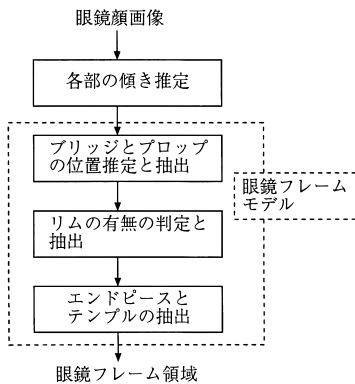 眼鏡顔画像
各部の傾き推定
ブリッジとプロップ
の位置推定と抽出
眼鏡フレーム
モデル
リムの有無の判定と
抽出
エンドピースと
テンプルの抽出
眼鏡フレーム領域